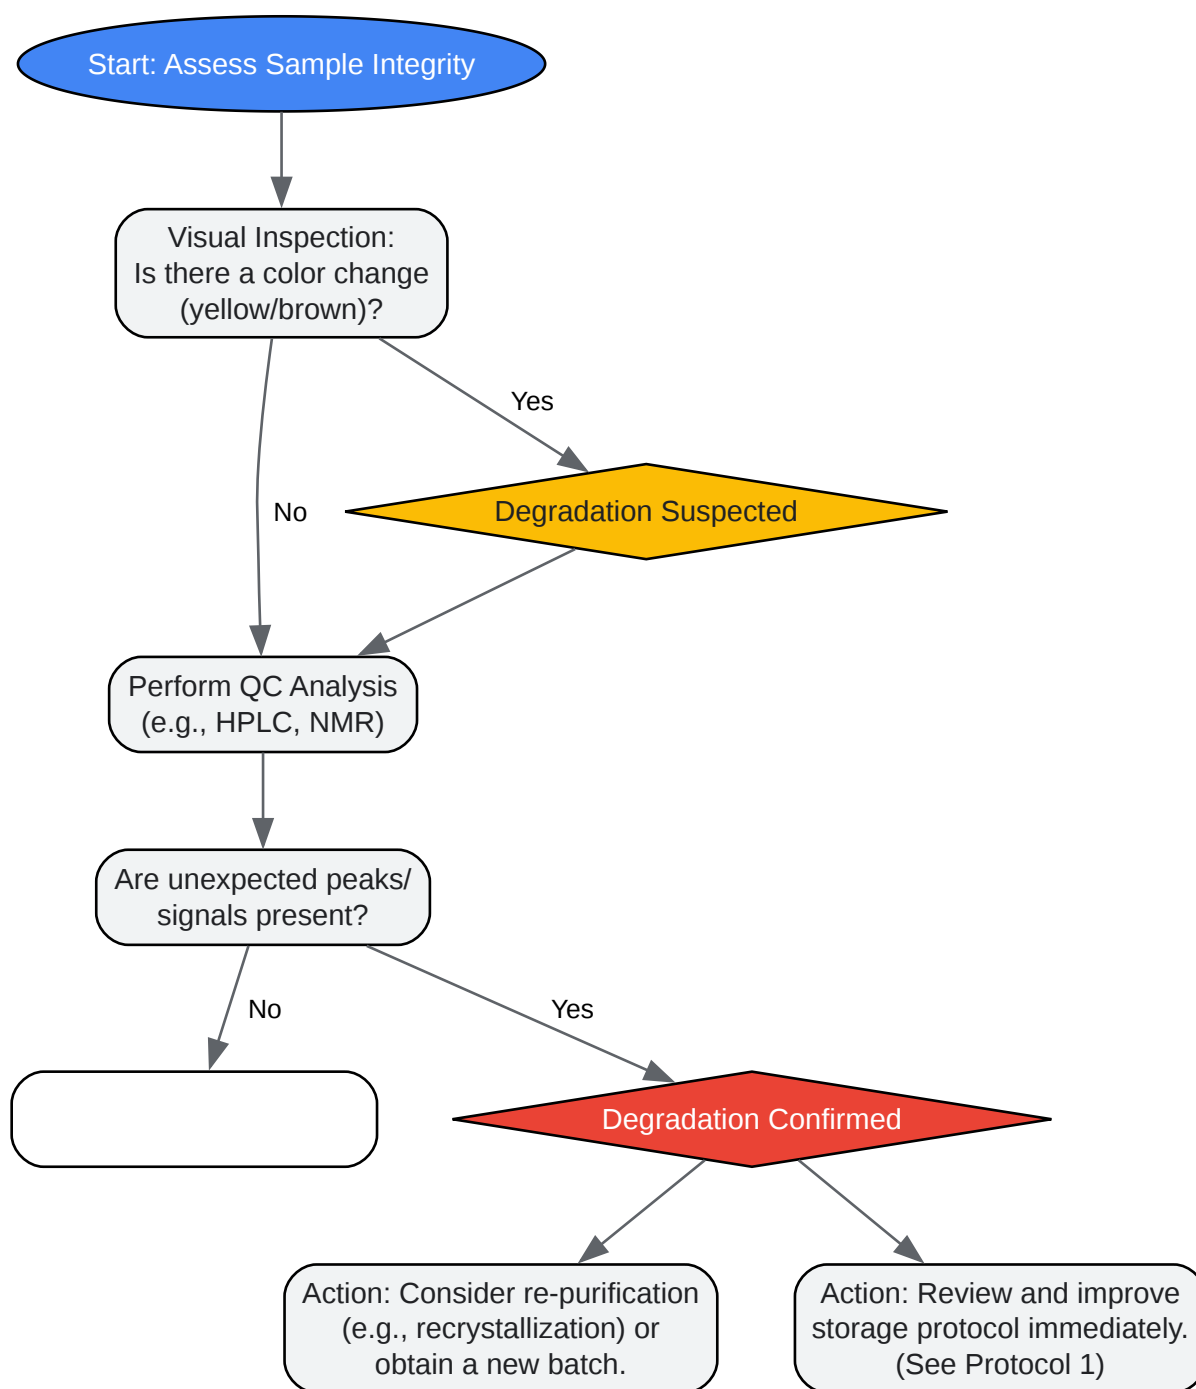 Start: Assess Sample Integrity
Visual Inspection:
Is there a color change
(yellow/brown)?
Yes
No
Degradation Suspected
Perform QC Analysis
(e.g., HPLC, NMR)
Are unexpected peaks/
signals present?
No
Yes
Degradation Confirmed
Action: Consider re-purification
(e.g., recrystallization) or
obtain a new batch.
Action: Review and improve
storage protocol immediately.
(See Protocol 1)